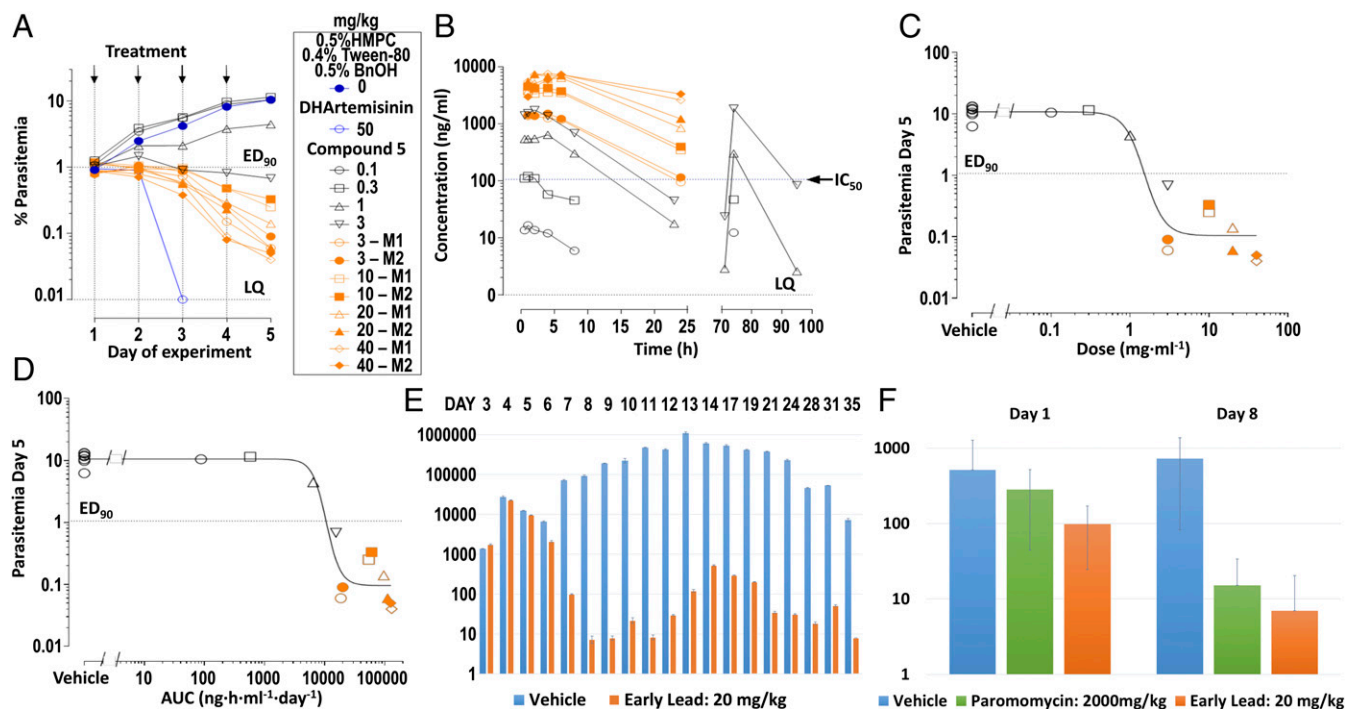 A
Treatment
% Parasitemia
10
1
0.1
0.01
ED90
LQ
1 2 3 4 5
Day of experiment
mg/kg
0.5%HMPC
0.4% Tween-80
0.5% BnOH
0
DHArtemisinin
50
Compound 5
0.1
0.3
1
3
3 – M1
3 – M2
10 – M1
10 – M2
20 – M1
20 – M2
40 – M1
40 – M2
B
Concentration (ng/ml)
10000
1000
100
10
0
IC50
LQ
0 5 10 15 20 25 70 80 90 100
Time (h)
C
Parasitemia Day 5
100
10
1
0.1
0.01
ED90
Vehicle 0.1 1 10 100
Dose (mg·ml-1)
D
Parasitemia Day 5
100
10
1
0.1
0.01
ED90
Vehicle 10 100 1000 10000 100000
AUC (ng·h·ml-1·day-1)
E
DAY 3 4 5 6 7 8 9 10 11 12 13 14 17 19 21 24 28 31 35
1000000
100000
10000
1000
100
10
1
Vehicle Early Lead: 20 mg/kg
F
Day 1 Day 8
1000
100
10
1
Vehicle Paromomycin: 2000mg/kg Early Lead: 20 mg/kg